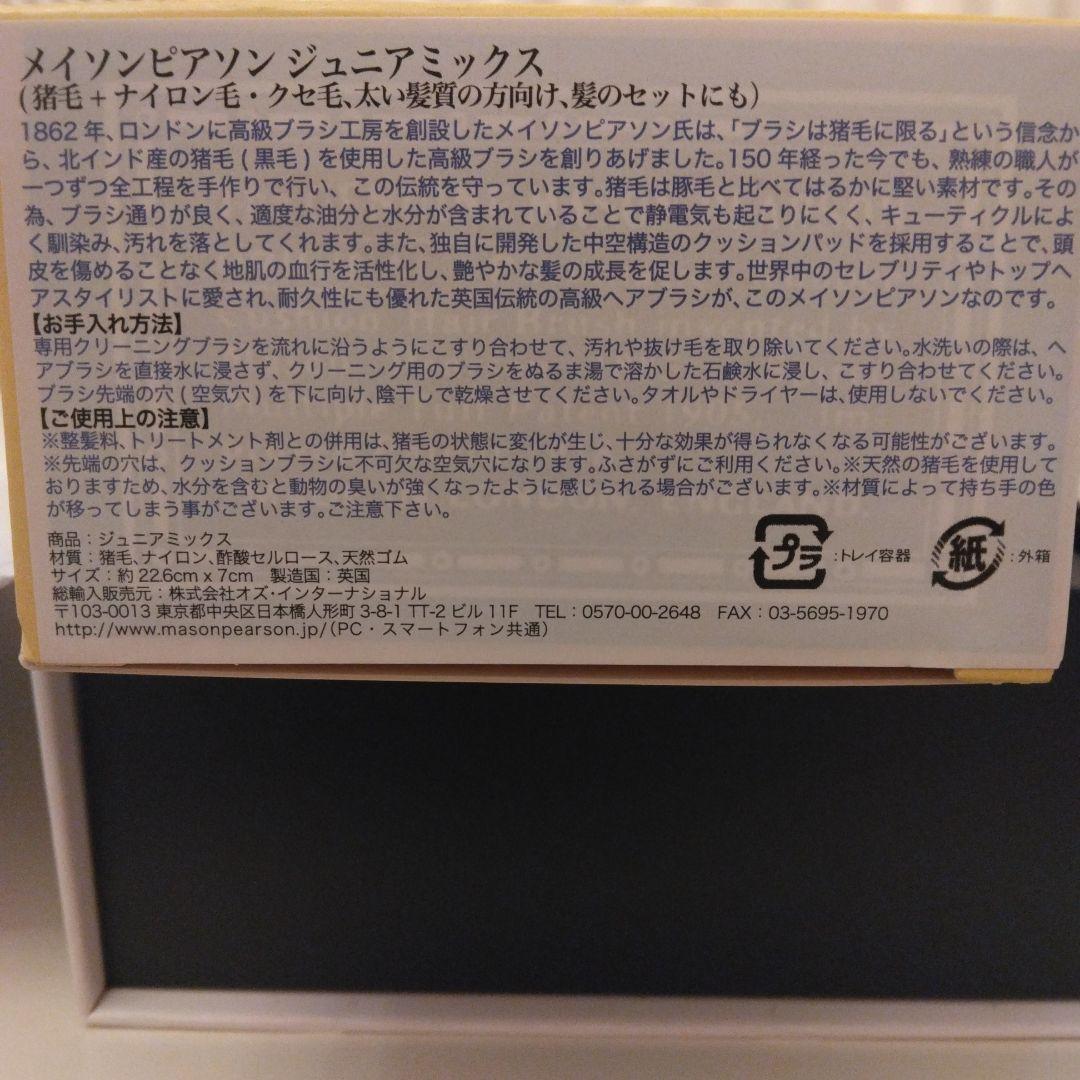 メイソンピアソン ジュニアミックス
(猪毛+ナイロン毛・クセ毛、太い髪質の方向け、髪のセットにも)
1862年、ロンドンに高級ブラシ工房を創設したメイソンピアソン氏は、「ブラシは猪毛に限る」という信念か
ら、北インド産の猪毛(黒毛)を使用した高級ブラシを創りあげました。150年経った今でも、熟練の職人が
一つずつ全工程を手作りで行い、この伝統を守っています。猪毛は豚毛と比べてはるかに堅い素材です。その
為、ブラシ通りが良く、適度な油分と水分が含まれていることで静電気も起こりにくく、キューティクルによ
く馴染み、汚れを落としてくれます。また、独自に開発した中空構造のクッションパッドを採用することで、頭
皮を傷めることなく地肌の血行を活性化し、艶やかな髪の成長を促します。世界中のセレブリティやトップヘ
アスタイリストに愛され、耐久性にも優れた英国伝統の高級ヘアブラシが、このメイソンピアソンなのです。
【お手入れ方法】
専用クリーニングブラシを流れに沿うようにこすり合わせて、汚れや抜け毛を取り除いてください。水洗いの際は、ヘ
アブラシを直接水に浸さず、クリーニング用のブラシをぬるま湯で溶かした石鹸水に浸し、こすり合わせてください。
ブラシ先端の穴(空気穴)を下に向け、陰干しで乾燥させてください。タオルやドライヤーは、使用しないでください。
【ご使用上の注意】
※整髪料、トリートメント剤との併用は、猪毛の状態に変化が生じ、十分な効果が得られなくなる可能性がございます。
※先端の穴は、クッションブラシに不可欠な空気穴になります。ふさがずにご利用ください。※天然の猪毛を使用して
おりますため、水分を含むと動物の臭いが強くなったように感じられる場合がございます。※材質によって持ち手の色
が移ってしまう事がございます。ご注意下さい。
商品:ジュニアミックス
材質:猪毛、ナイロン、酢酸セルロース、天然ゴム
サイズ:約22.6cm x 7cm 製造国:英国
総輸入販売元:株式会社オズ・インターナショナル
〒103-0013 東京都中央区日本橋人形町3-8-1 TT-2ビル11F TEL:0570-00-2648 FAX:03-5695-1970
http://www.masonpearson.jp/(PC・スマートフォン共通)
プラ :トレイ容器
紙 :外箱